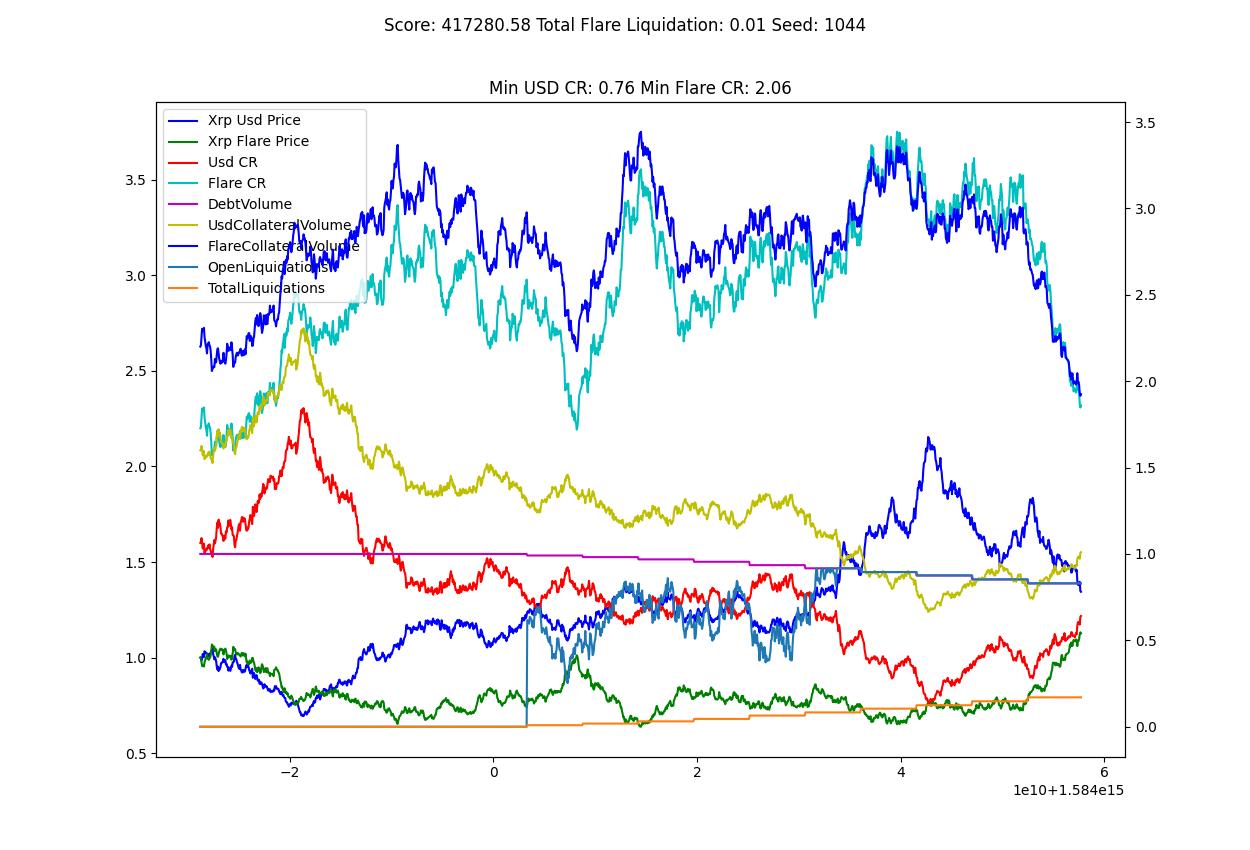 Score: 417280.58 Total Flare Liquidation: 0.01 Seed: 1044
Min USD CR: 0.76 Min Flare CR: 2.06
Xrp Usd Price
Xrp Flare Price
Usd CR
Flare CR
DebtVolume
UsdCollateralVolume
FlareCollateralVolume
OpenLiquidations
TotalLiquidations
3.5
3.0
2.5
2.0
1.5
1.0
0.5
3.5
3.0
2.5
2.0
1.5
1.0
0.5
0.0
−2
0
2
4
6
1e10+1.584e15